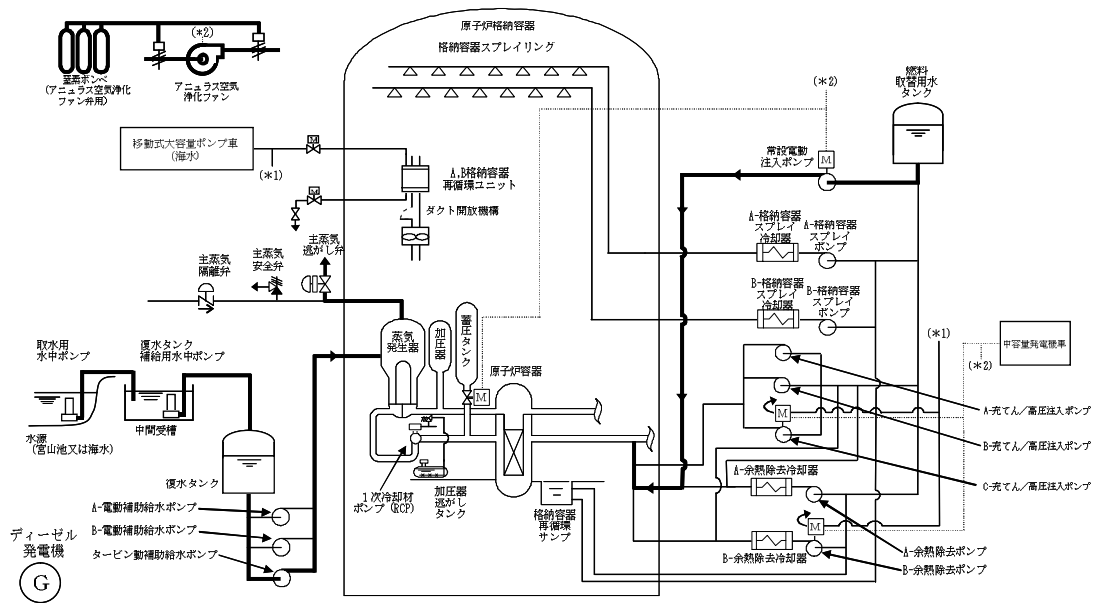 原子炉格納容器
格納容器スプレイリング
(*2)
窒素ボンベ
(アニュラス空気浄化
ファン弁用)
アニュラス空気
浄化ファン
(*2)
燃料
取替用水
タンク
移動式大容量ポンプ車
(海水)
M
(*1)
常設電動
注入ポンプ
M
A,B格納容器
再循環ユニット
M
ダクト開放機構
A-格納容器
スプレイ
冷却器
A-格納容器
スプレイ
ポンプ
主蒸気
逃がし弁
主蒸気
安全弁
主蒸気
隔離弁
B-格納容器
スプレイ
冷却器
B-格納容器
スプレイ
ポンプ
蒸気
発生器
加圧器
蓄圧タンク
(*1)
中容量発電機車
(*2)
取水用
水中ポンプ
復水タンク
補給用水中ポンプ
原子炉容器
M
A-充てん/高圧注入ポンプ
M
水源
(宮山池又は海水)
中間受槽
B-充てん/高圧注入ポンプ
復水タンク
A-余熱除去冷却器
C-充てん/高圧注入ポンプ
1次冷却材
ポンプ(RCP)
加圧器
逃がし
タンク
格納容器
再循環
サンプ
A-電動補助給水ポンプ
M
B-電動補助給水ポンプ
ディーゼル
発電機
タービン動補助給水ポンプ
B-余熱除去冷却器
A-余熱除去ポンプ
B-余熱除去ポンプ
G